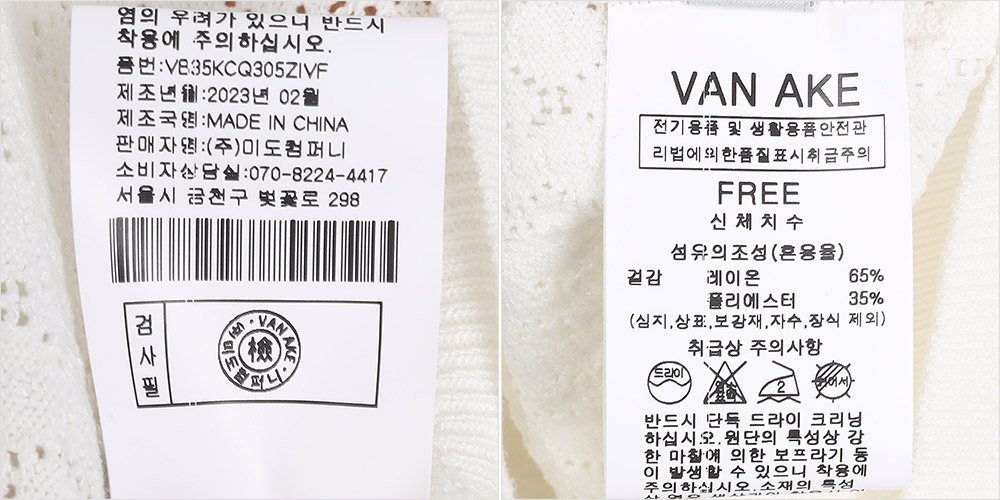 염의 우려가 있으니 반드시
착용에 주의하십시오.
품번:VB35KCQ305ZIVF
제조년월:2023년 02월
제조국명:MADE IN CHINA
판매자명:(주)미도컴퍼니
소비자상담실:070-8224-4417
서울시 금천구 벚꽃로 298
검사필
VAN AKE
(주)미도컴퍼니
檢
VAN AKE
전기용품 및 생활용품안전관
리법에의한품질표시취급주의
FREE
신체치수
섬유의조성(혼용율)
겉감 레이온 65%
폴리에스터 35%
(심지,상표,보강재,자수,장식 제외)
취급상 주의사항
드라이
염소
2
반드시 단독 드라이 크리닝
하십시오.원단의 특성상 강
한 마찰에 의한 보프라기 등
이 발생할 수 있으니 착용에
주의하십시오.소재의 특성